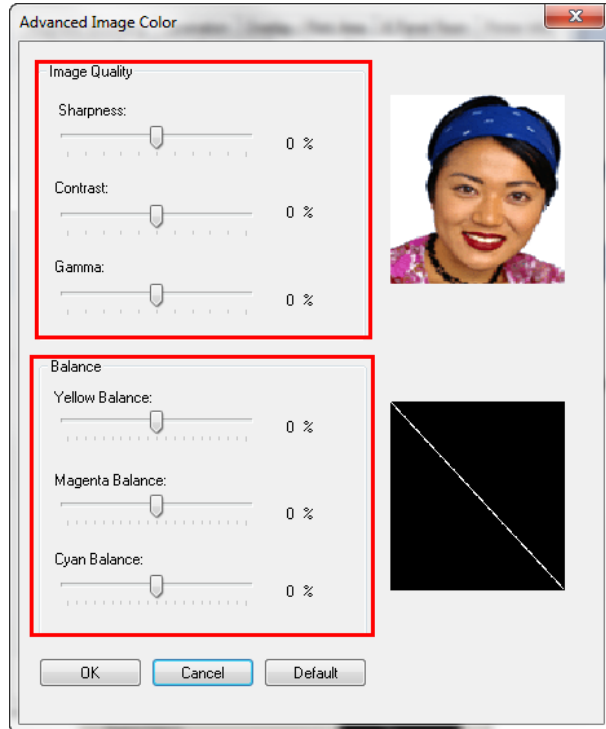 Advanced Image Color
Image Quality
Sharpness:
0 %
Contrast:
0 %
Gamma:
0 %
Balance
Yellow Balance:
0 %
Magenta Balance:
0 %
Cyan Balance:
0 %
OK Cancel Default